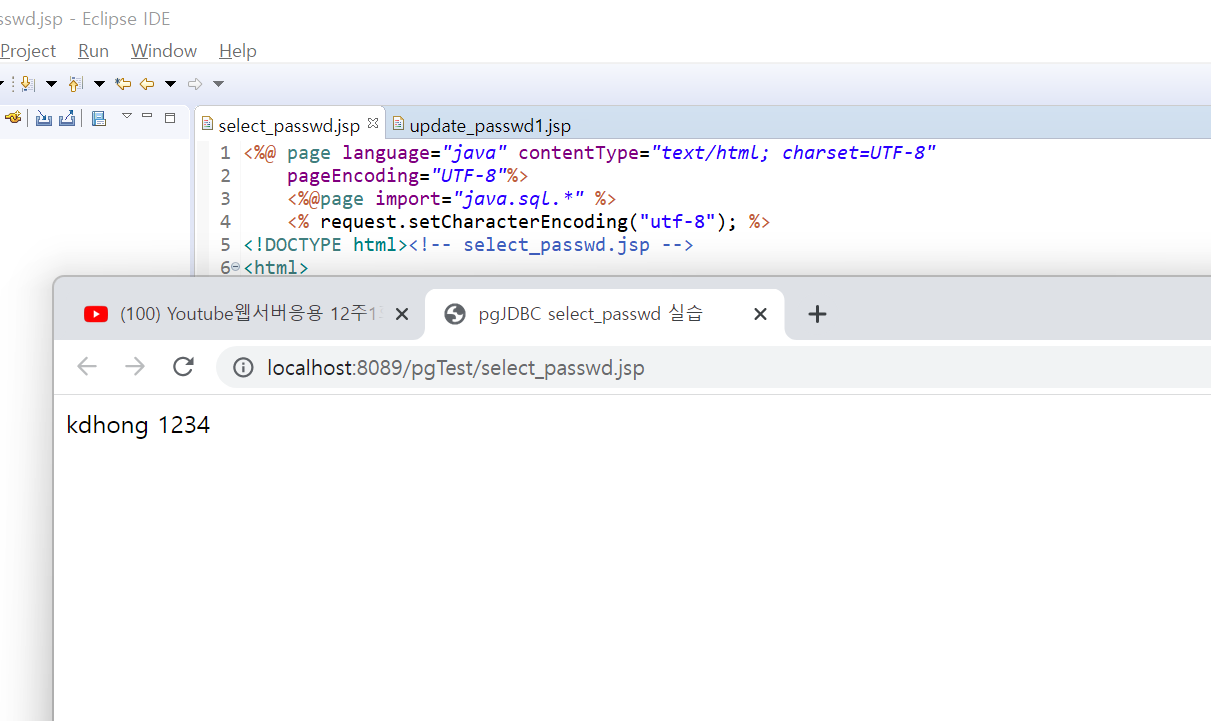 sswd.jsp - Eclipse IDE
Project Run Window Help
select_passwd.jsp update_passwd1.jsp
1 <%@ page language="java" contentType="text/html; charset=UTF-8"
2 pageEncoding="UTF-8"%>
3 <%@page import="java.sql.*" %>
4 <% request.setCharacterEncoding("utf-8"); %>
5 <!DOCTYPE html><!-- select_passwd.jsp -->
6 <html>
(100) Youtube웹서버응용 12주1 pgJDBC select_passwd 실습
localhost:8089/pgTest/select_passwd.jsp
kdhong 1234